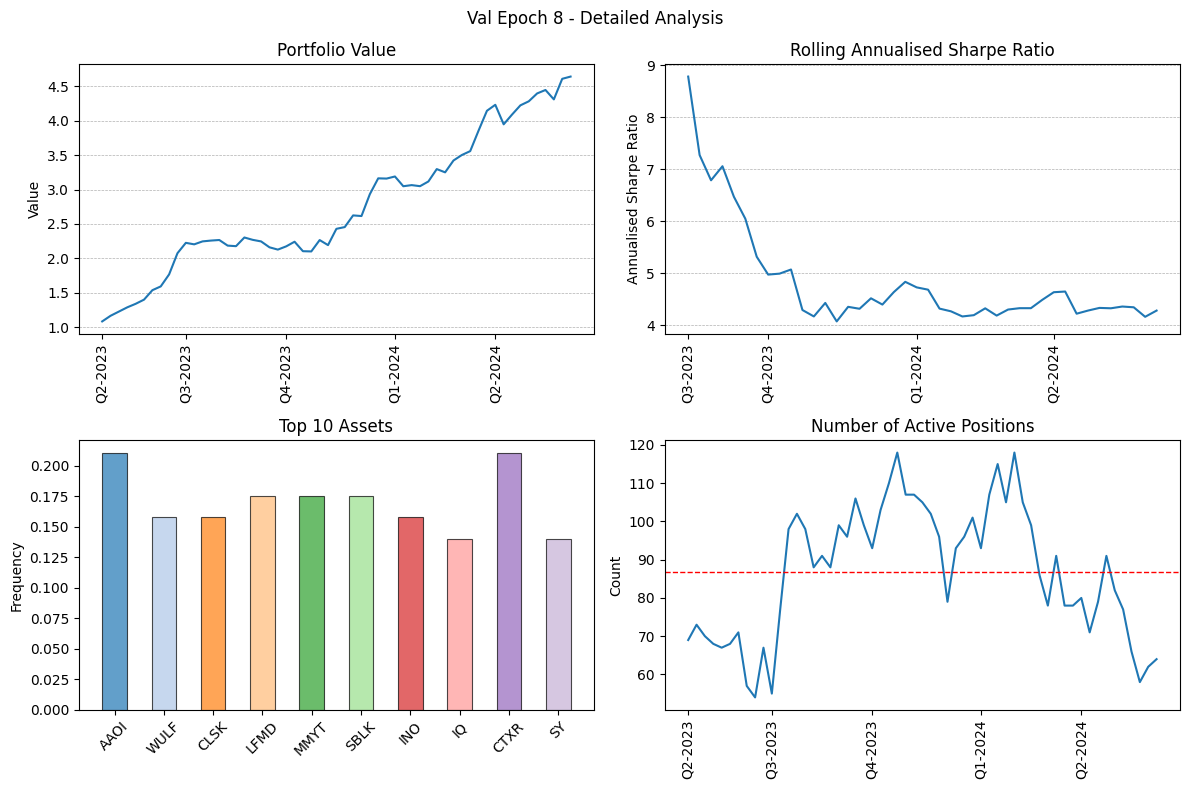 Val Epoch 8 - Detailed Analysis
Portfolio Value
Value
4.5
4.0
3.5
3.0
2.5
2.0
1.5
1.0
Q2-2023
Q3-2023
Q4-2023
Q1-2024
Q2-2024
Rolling Annualised Sharpe Ratio
Annualised Sharpe Ratio
9
8
7
6
5
4
Q3-2023
Q4-2023
Q1-2024
Q2-2024
Top 10 Assets
Frequency
0.200
0.175
0.150
0.125
0.100
0.075
0.050
0.025
0.000
AAOI
WULF
CLSK
LFMD
MMYT
SBLK
INO
IQ
CTXR
SY
Number of Active Positions
Count
120
110
100
90
80
70
60
Q2-2023
Q3-2023
Q4-2023
Q1-2024
Q2-2024